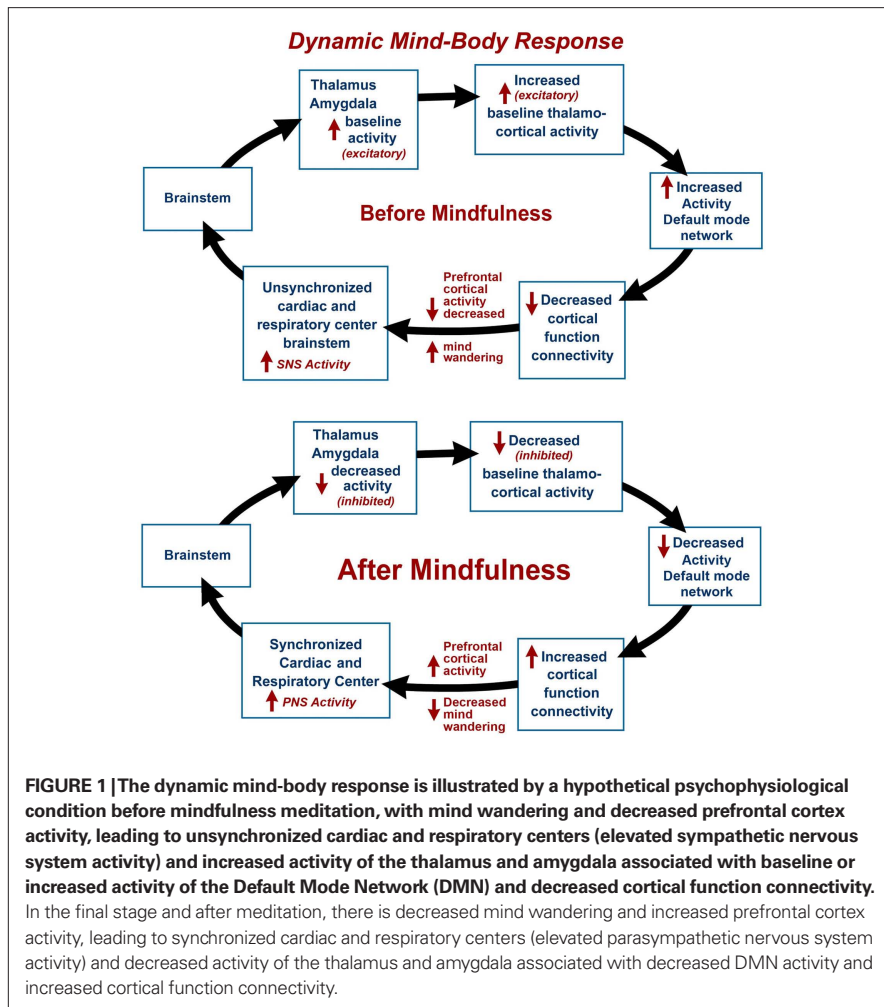 Dynamic Mind-Body Response
Thalamus
Amygdala
baseline
activity
(excitatory)
Increased
(excitatory)
baseline thalamo-
cortical activity
Increased
Activity
Default mode
network
Brainstem
Before Mindfulness
Unsynchronized
cardiac and
respiratory center
brainstem
SNS Activity
Prefrontal
cortical
activity
decreased
mind
wandering
Decreased
cortical
function
connectivity
Thalamus
Amygdala
decreased
activity
(inhibited)
Decreased
(inhibited)
baseline thalamo-
cortical activity
Decreased
Activity
Default mode
network
Brainstem
After Mindfulness
Synchronized
Cardiac and
Respiratory Center
PNS Activity
Prefrontal
cortical
activity
Decreased
mind
wandering
Increased
cortical
function
connectivity
FIGURE 1 | The dynamic mind-body response is illustrated by a hypothetical psychophysiological
condition before mindfulness meditation, with mind wandering and decreased prefrontal cortex
activity, leading to unsynchronized cardiac and respiratory centers (elevated sympathetic nervous
system activity) and increased activity of the thalamus and amygdala associated with baseline or
increased activity of the Default Mode Network (DMN) and decreased cortical function connectivity.
In the final stage and after meditation, there is decreased mind wandering and increased prefrontal cortex
activity, leading to synchronized cardiac and respiratory centers (elevated parasympathetic nervous system
activity) and decreased activity of the thalamus and amygdala associated with decreased DMN activity and
increased cortical function connectivity.